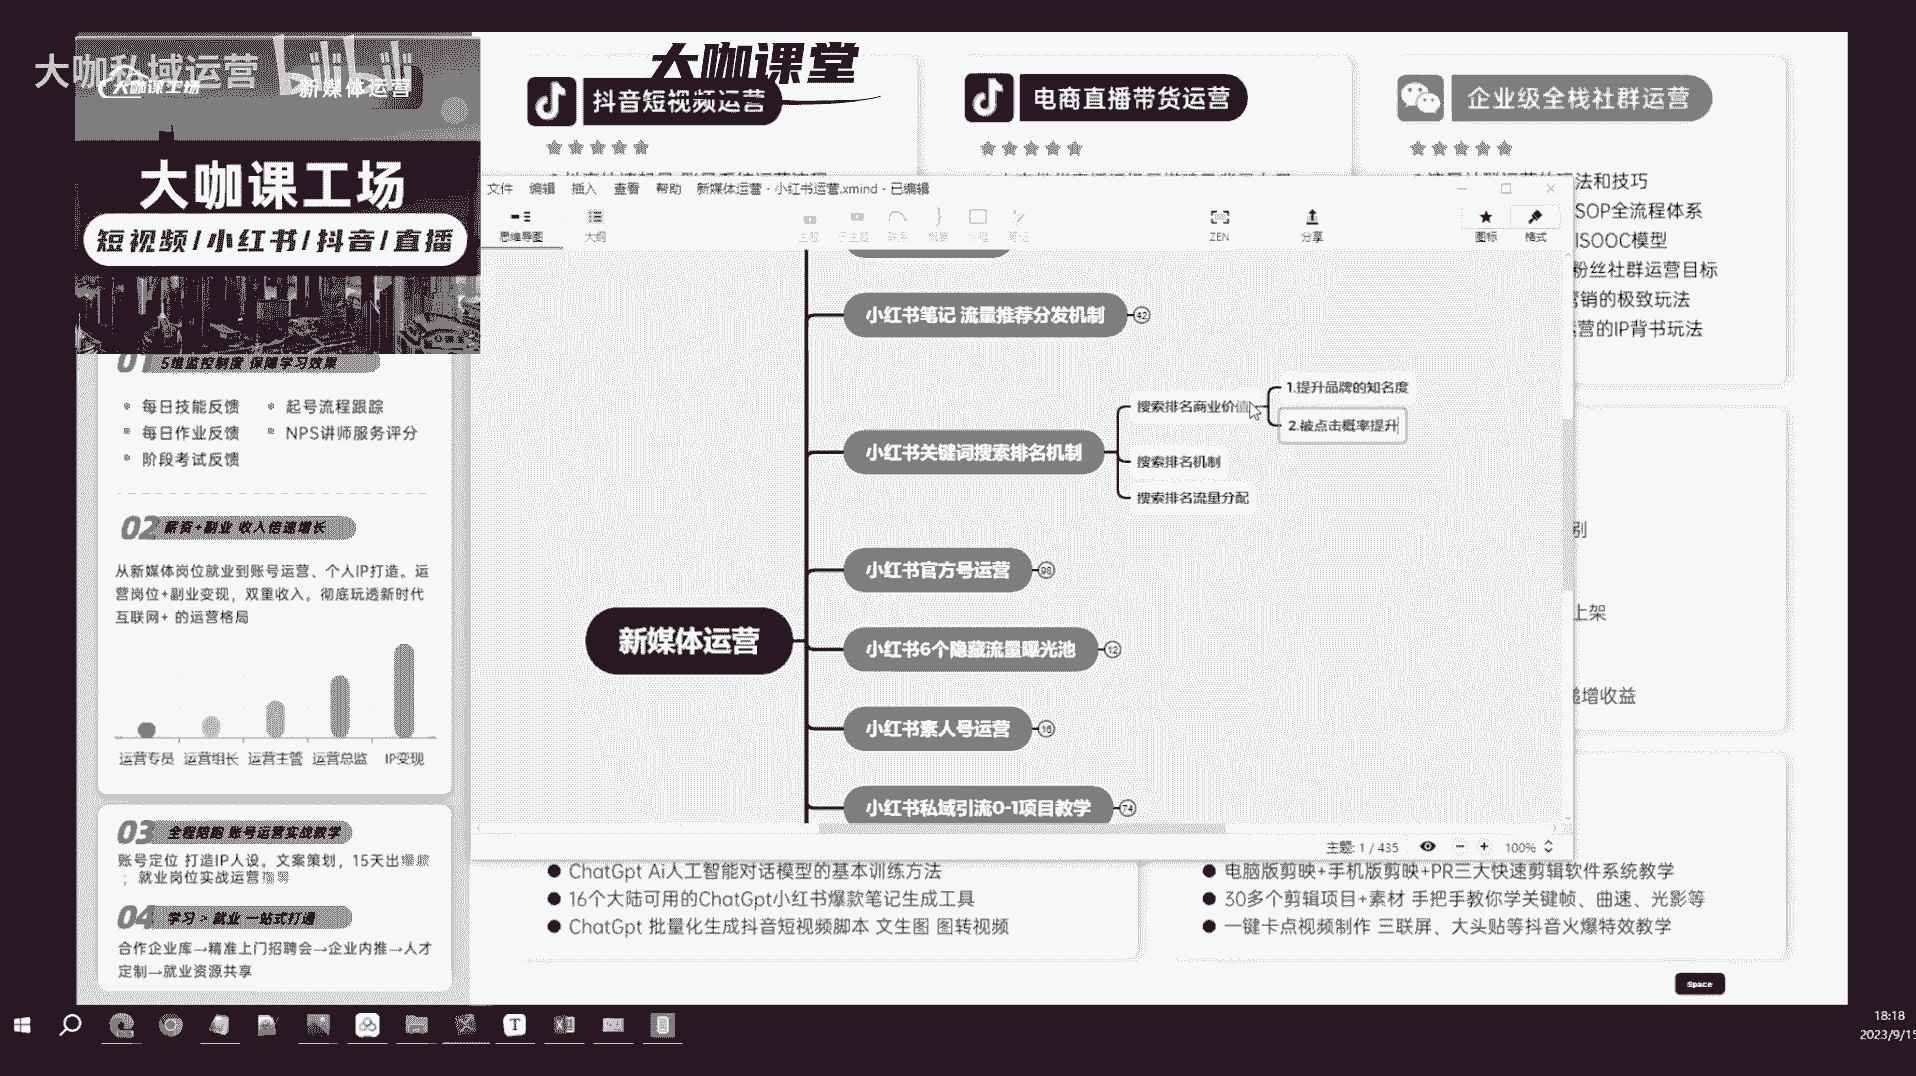 大咖私域运营
大咖课工场
新媒体运营
大咖课工场
短视频/小红书/抖音/直播
01 5维监控制度 保障学习效果
每日技能反馈
起号流程跟踪
每日作业反馈
NPS讲师服务评分
阶段考试反馈
02 薪资+副业 收入倍速增长
从新媒体岗位就业到账号运营、个人IP打造。运
营岗位+副业变现，双重收入。彻底玩透新时代
互联网+ 的运营格局
运营专员 运营组长 运营主管 运营总监 IP变现
03 全程陪跑 账号运营实战教学
账号定位 打造IP人设。文案策划，15天出爆款
；就业岗位实战运营指导
04 学习 > 就业 一站式打通
合作企业库→精准上门招聘会→企业内推→人才
定制→就业资源共享
大咖课堂
抖音短视频运营
电商直播带货运营
企业级全栈社群运营
法和技巧
SOP全流程体系
ISOOC模型
粉丝社群运营目标
营销的极致玩法
运营的IP背书玩法
别
上架
递增收益
文件 编辑 插入 查看 帮助 新媒体运营 - 小红书运营.xmind - 已编辑
思维导图 大纲 主题 子主题 联系 概要 外框 笔记 ZEN 分享 图标 格式
小红书笔记 流量推荐分发机制 42
小红书关键词搜索排名机制
搜索排名商业价值
1.提升品牌的知名度
2.被点击概率提升
搜索排名机制
搜索排名流量分配
小红书官方号运营 98
新媒体运营
小红书6个隐藏流量曝光池 12
小红书素人号运营 16
小红书私域引流0-1项目教学 74
主题: 1 / 435
100%
ChatGpt Ai人工智能对话模型的基本训练方法
16个大陆可用的ChatGpt小红书爆款笔记生成工具
ChatGpt 批量化生成抖音短视频脚本 文生图 图转视频
电脑版剪映+手机版剪映+PR三大快速剪辑软件系统教学
30多个剪辑项目+素材 手把手教你学关键帧、曲速、光影等
一键卡点视频制作 三联屏、大头贴等抖音火爆特效教学
Space
18:18
2023/9/15